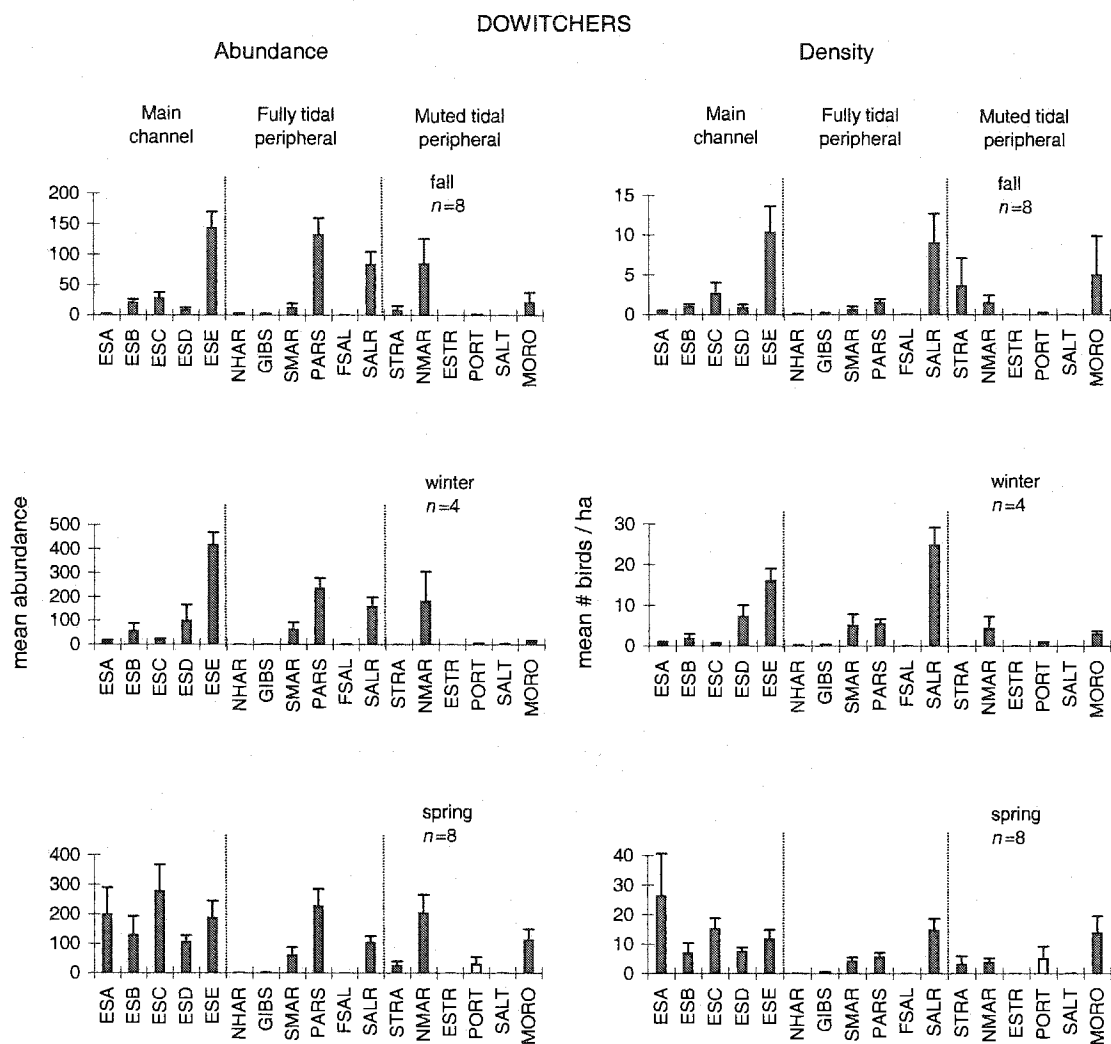 DOWITCHERS
Abundance
Density
Main channel
Fully tidal peripheral
Muted tidal peripheral
Main channel
Fully tidal peripheral
Muted tidal peripheral
fall
n=8
200
150
100
50
0
ESA ESB ESC ESD ESE NHAR GIBS SMAR PARS FSAL SALR STRA NMAR ESTR PORT SALT MORO
fall
n=8
15
10
5
0
ESA ESB ESC ESD ESE NHAR GIBS SMAR PARS FSAL SALR STRA NMAR ESTR PORT SALT MORO
mean abundance
winter
n=4
500
400
300
200
100
0
ESA ESB ESC ESD ESE NHAR GIBS SMAR PARS FSAL SALR STRA NMAR ESTR PORT SALT MORO
mean # birds / ha
winter
n=4
30
20
10
0
ESA ESB ESC ESD ESE NHAR GIBS SMAR PARS FSAL SALR STRA NMAR ESTR PORT SALT MORO
spring
n=8
400
300
200
100
0
ESA ESB ESC ESD ESE NHAR GIBS SMAR PARS FSAL SALR STRA NMAR ESTR PORT SALT MORO
spring
n=8
40
30
20
10
0
ESA ESB ESC ESD ESE NHAR GIBS SMAR PARS FSAL SALR STRA NMAR ESTR PORT SALT MORO